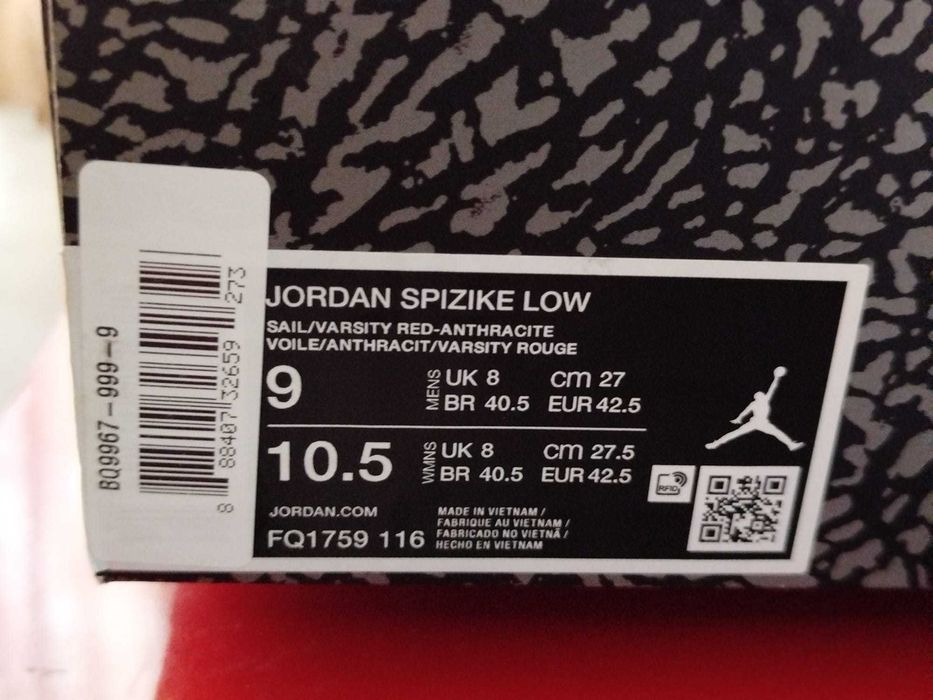 JORDAN SPIZIKE LOW
SAIL/VARSITY RED-ANTHRACITE
VOILE/ANTHRACIT/VARSITY ROUGE
9
MENS
UK 8 cm 27
BR 40.5 EUR 42.5
10.5
WMNS
UK 8 cm 27.5
BR 40.5 EUR 42.5
JORDAN.COM
FQ1759 116
MADE IN VIETNAM /
FABRIQUE AU VIETNAM /
FABRICADO NO VIETNÃ /
HECHO EN VIETNAM
RFID
BQ9967-999-9
8 88407 32659 273